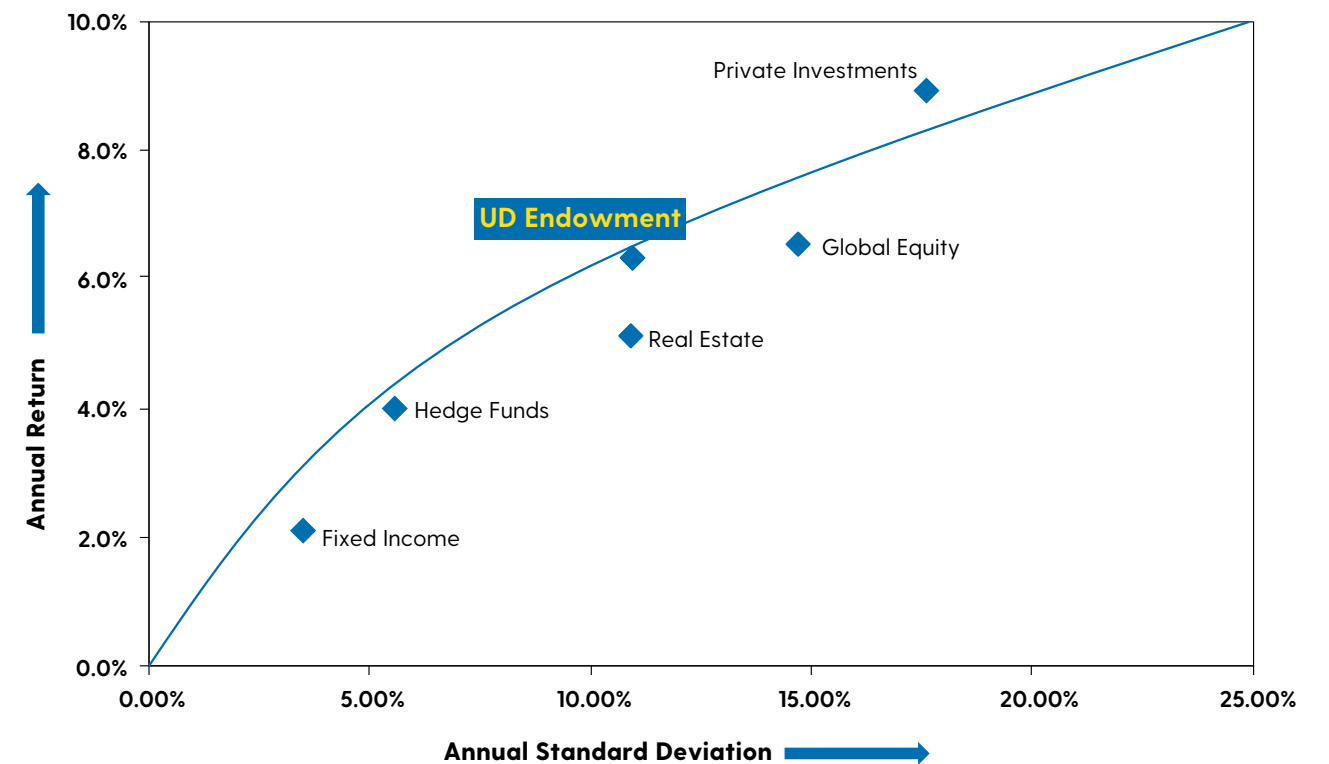 10.0%
Private Investments
8.0%
UD Endowment
Global Equity
6.0%
Real Estate
4.0%
Hedge Funds
Annual Return
2.0%
Fixed Income
0.0%
0.00%
5.00%
10.00%
15.00%
20.00%
25.00%
Annual Standard Deviation